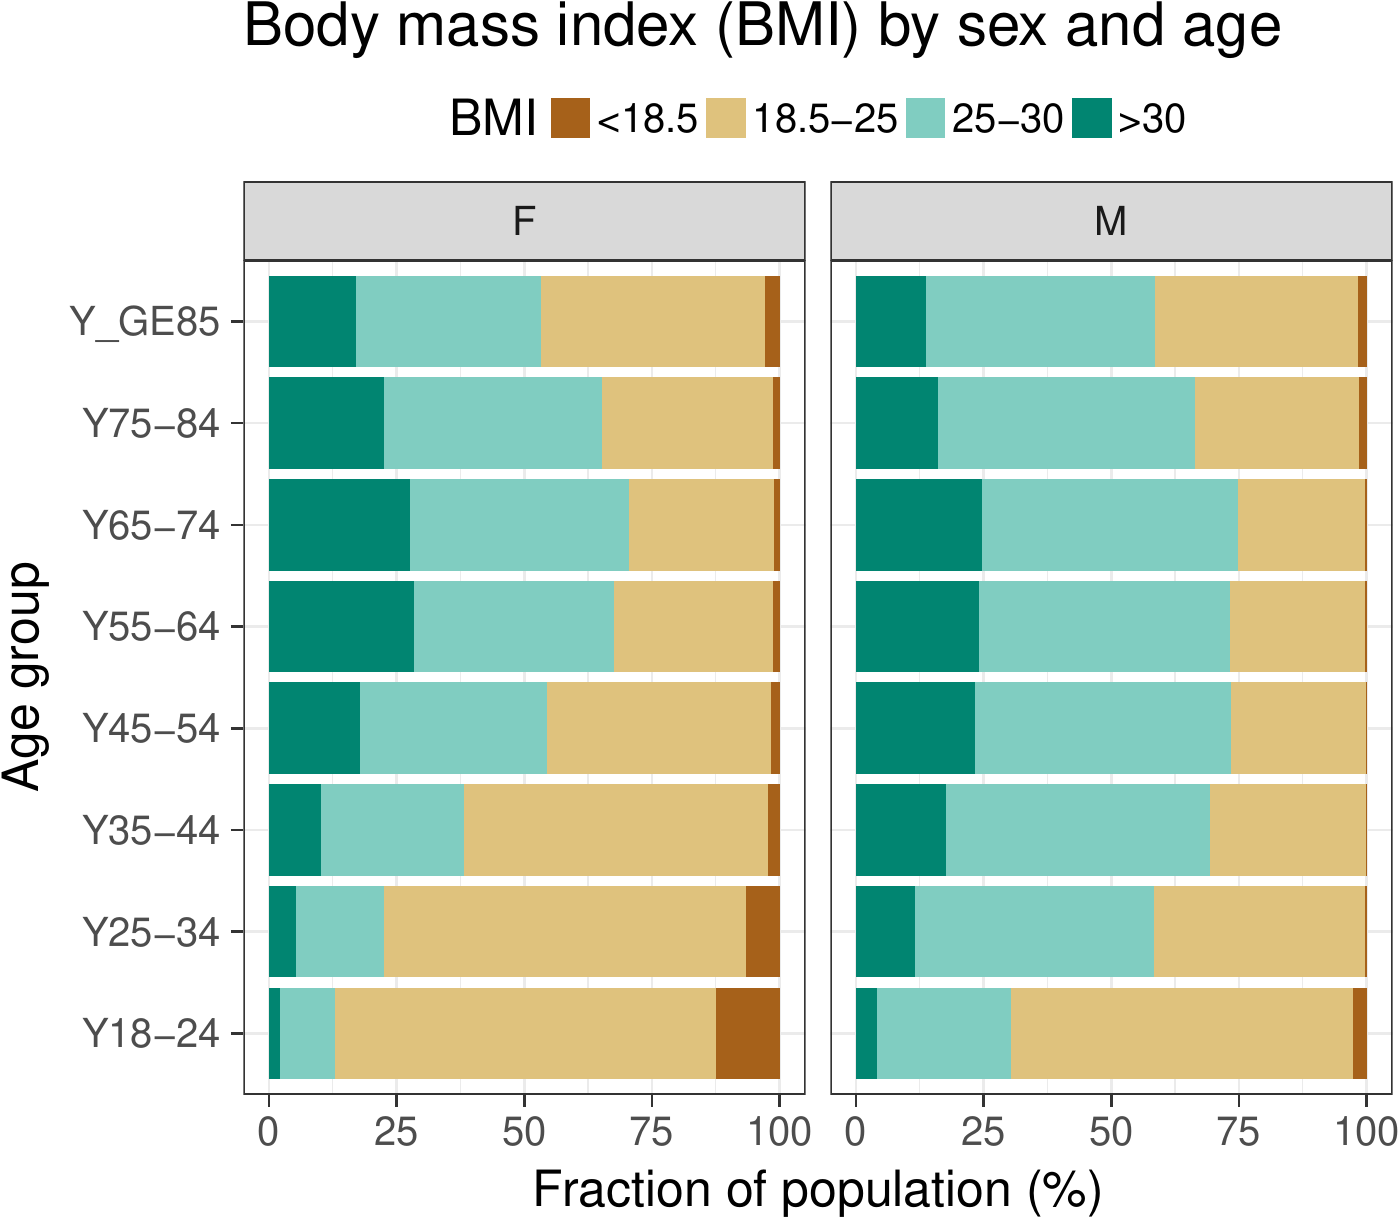 Body mass index (BMI) by sex and age
BMI <18.5 18.5−25 25−30 >30
F M
Y_GE85
Y75−84
Y65−74
Y55−64
Y45−54
Y35−44
Y25−34
Y18−24
Age group
0 25 50 75 100 0 25 50 75 100
Fraction of population (%)